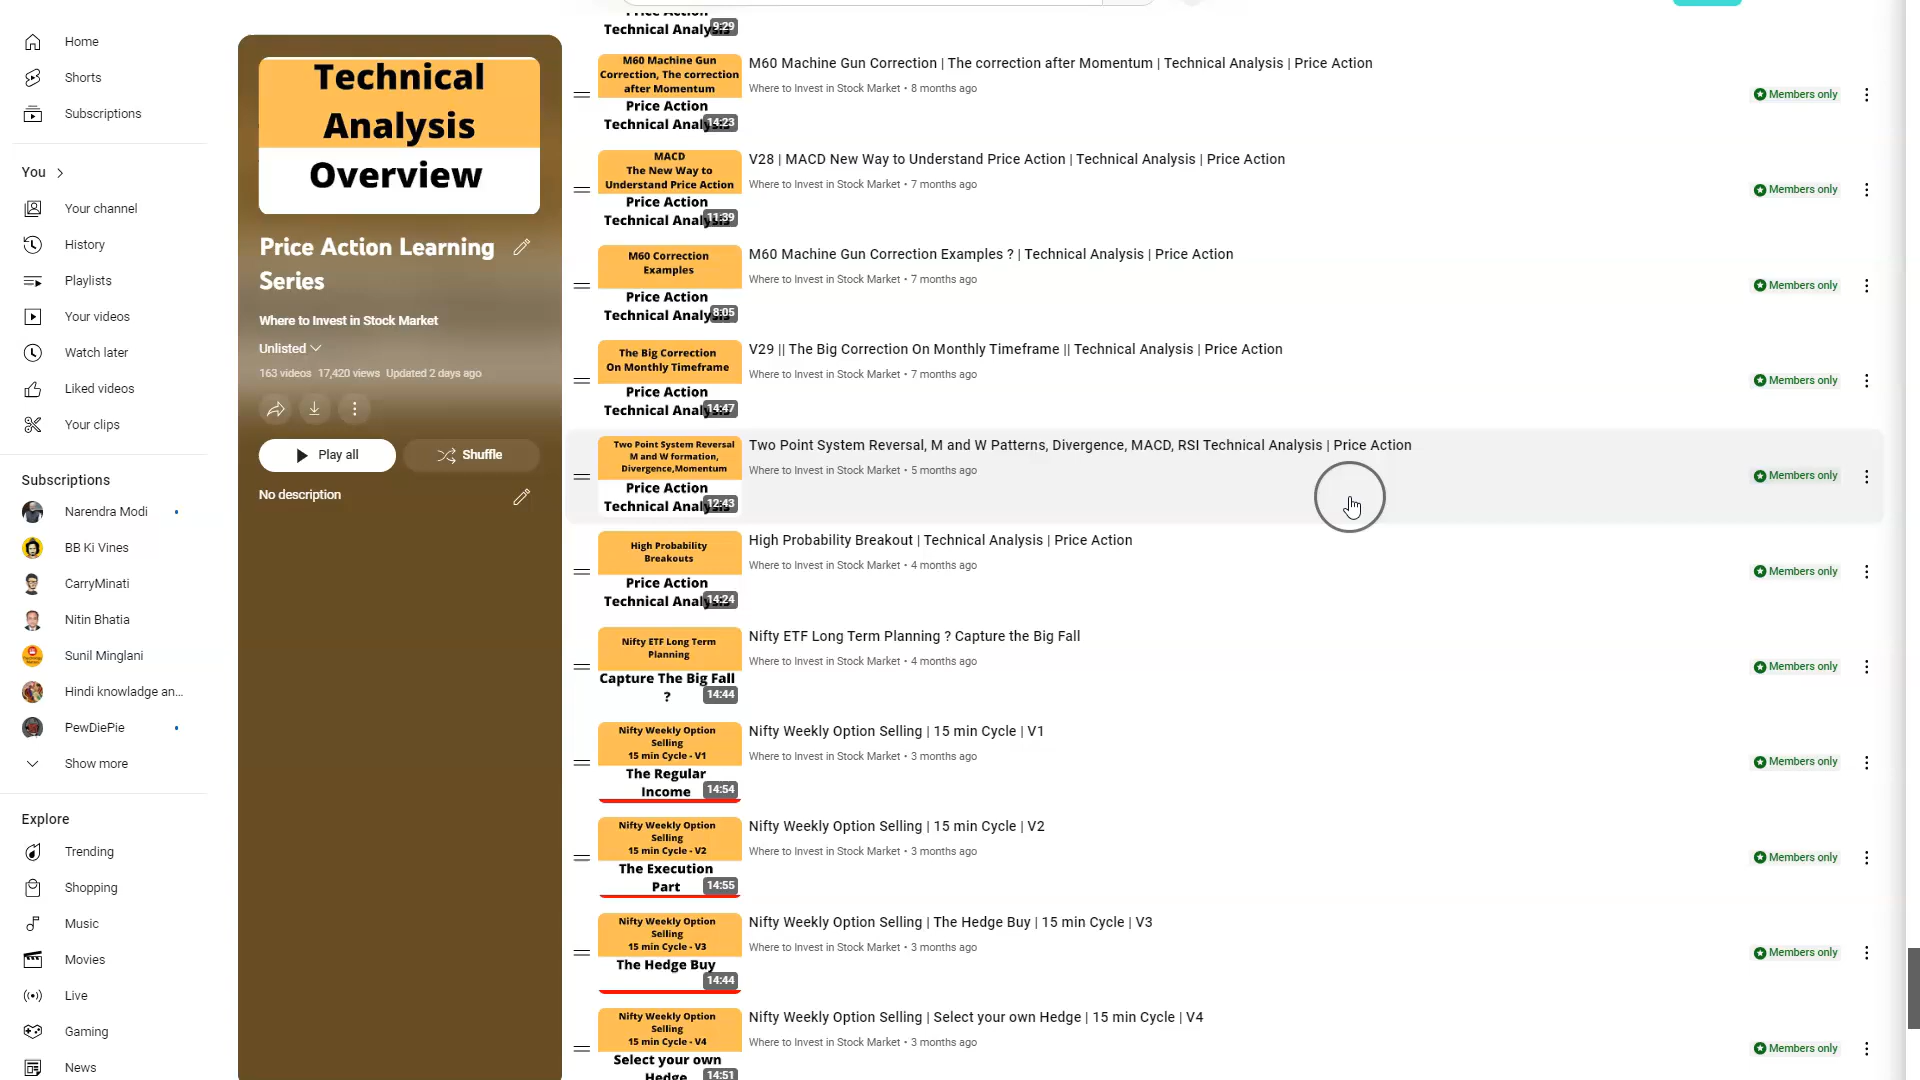 Home
Shorts
Subscriptions
You
Your channel
History
Playlists
Your videos
Watch later
Liked videos
Your clips
Subscriptions
Narendra Modi
BB Ki Vines
CarryMinati
Nitin Bhatia
Sunil Minglani
Hindi knowladge an...
PewDiePie
Show more
Explore
Trending
Shopping
Music
Movies
Live
Gaming
News
Technical
Analysis
Overview
Price Action Learning
Series
Where to Invest in Stock Market
Unlisted
163 videos 17,420 views Updated 2 days ago
Play all
Shuffle
No description
Technical Analysis
9:29
M60 Machine Gun
Correction, The correction
after Momentum
Price Action
Technical Analysis
14:23
M60 Machine Gun Correction | The correction after Momentum | Technical Analysis | Price Action
Where to Invest in Stock Market • 8 months ago
Members only
MACD
The New Way to
Understand Price Action
Price Action
Technical Analysis
11:39
V28 | MACD New Way to Understand Price Action | Technical Analysis | Price Action
Where to Invest in Stock Market • 7 months ago
Members only
M60 Correction
Examples
Price Action
Technical Analysis
8:05
M60 Machine Gun Correction Examples ? | Technical Analysis | Price Action
Where to Invest in Stock Market • 7 months ago
Members only
The Big Correction
On Monthly Timeframe
Price Action
Technical Analysis
14:47
V29 || The Big Correction On Monthly Timeframe || Technical Analysis | Price Action
Where to Invest in Stock Market • 7 months ago
Members only
Two Point System Reversal
M and W formation,
Divergence,Momentum
Price Action
Technical Analysis
12:43
Two Point System Reversal, M and W Patterns, Divergence, MACD, RSI Technical Analysis | Price Action
Where to Invest in Stock Market • 5 months ago
Members only
High Probability
Breakouts
Price Action
Technical Analysis
14:24
High Probability Breakout | Technical Analysis | Price Action
Where to Invest in Stock Market • 4 months ago
Members only
Nifty ETF Long Term
Planning
Capture The Big Fall
?
14:44
Nifty ETF Long Term Planning ? Capture the Big Fall
Where to Invest in Stock Market • 4 months ago
Members only
Nifty Weekly Option
Selling
15 min Cycle - V1
The Regular
Income
14:54
Nifty Weekly Option Selling | 15 min Cycle | V1
Where to Invest in Stock Market • 3 months ago
Members only
Nifty Weekly Option
Selling
15 min Cycle - V2
The Execution
Part
14:55
Nifty Weekly Option Selling | 15 min Cycle | V2
Where to Invest in Stock Market • 3 months ago
Members only
Nifty Weekly Option
Selling
15 min Cycle - V3
The Hedge Buy
14:44
Nifty Weekly Option Selling | The Hedge Buy | 15 min Cycle | V3
Where to Invest in Stock Market • 3 months ago
Members only
Nifty Weekly Option
Selling
15 min Cycle - V4
Select your own
Hedge
14:51
Nifty Weekly Option Selling | Select your own Hedge | 15 min Cycle | V4
Where to Invest in Stock Market • 3 months ago
Members only